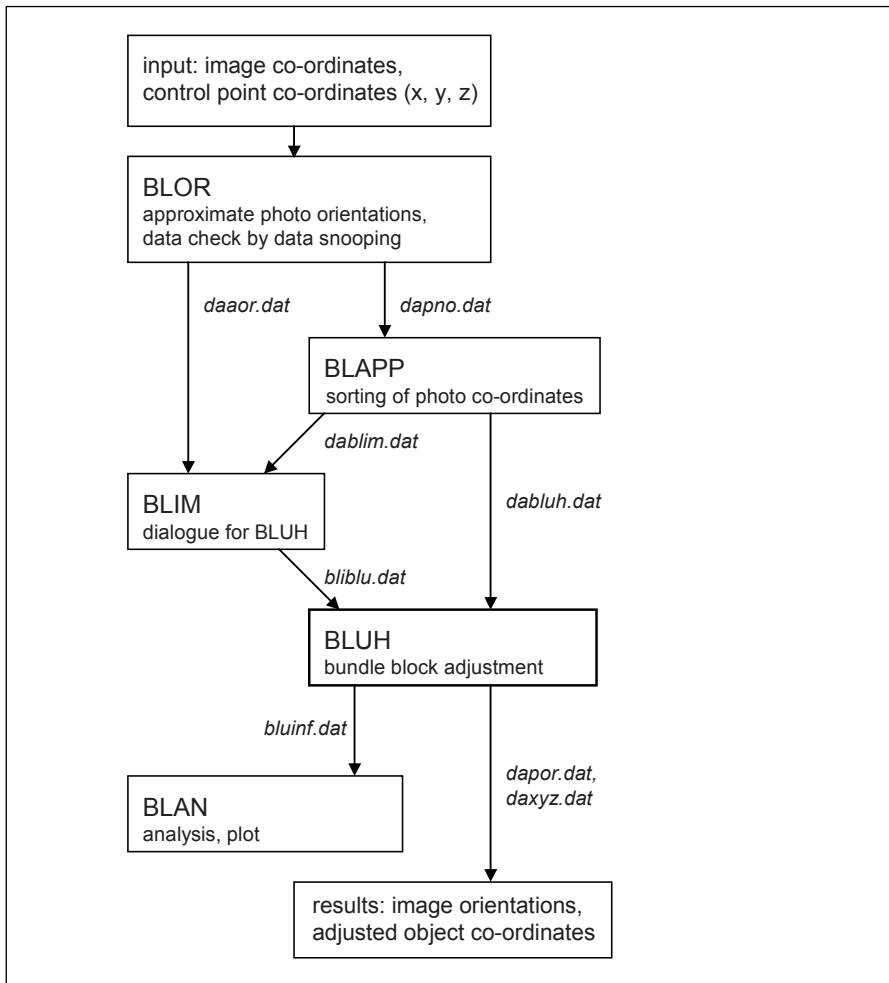 input: image co-ordinates,
control point co-ordinates (x, y, z)
BLOR
approximate photo orientations,
data check by data snooping
daaor.dat
dapno.dat
BLAPP
sorting of photo co-ordinates
dablim.dat
BLIM
dialogue for BLUH
dabluh.dat
bliblu.dat
BLUH
bundle block adjustment
bluinf.dat
dapor.dat,
daxyz.dat
BLAN
analysis, plot
results: image orientations,
adjusted object co-ordinates